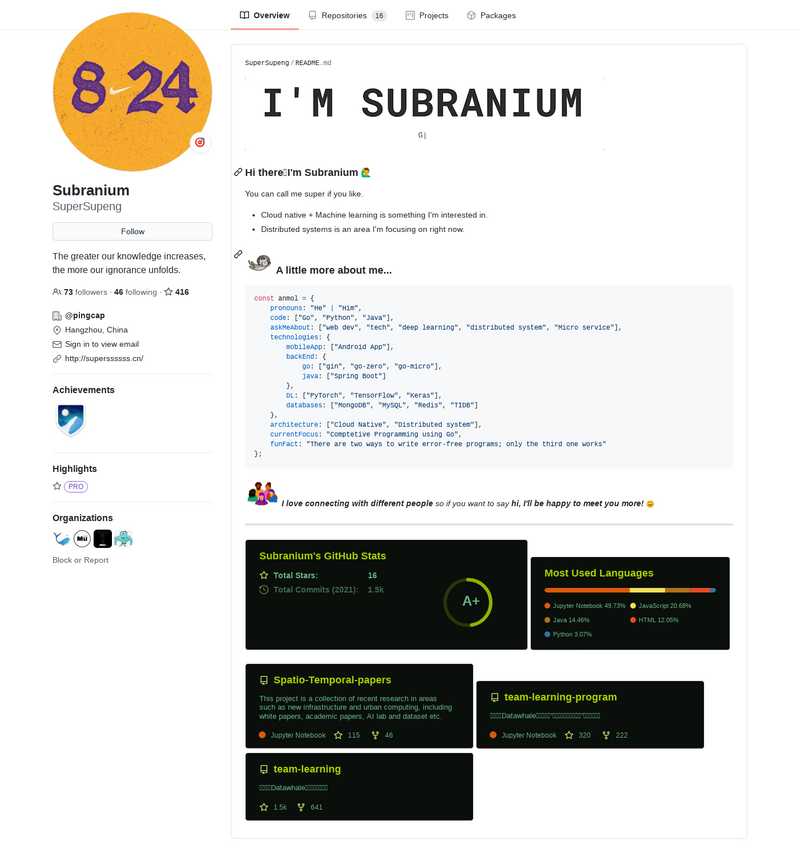 Overview
Repositories 16
Projects
Packages
8 24
Subranium
SuperSupeng
Follow
The greater our knowledge increases,
the more our ignorance unfolds.
73 followers · 46 following · 416
@pingcap
Hangzhou, China
Sign in to view email
http://superssssss.cn/
Achievements
Highlights
PRO
Organizations
Block or Report
SuperSupeng / README.md
I'M SUBRANIUM
G|
Hi there I'm Subranium
You can call me super if you like.
Cloud native + Machine learning is something I'm interested in.
Distributed systems is an area I'm focusing on right now.
A little more about me...
const anmol = {
pronouns: "He" | "Him",
code: ["Go", "Python", "Java"],
askMeAbout: ["web dev", "tech", "deep learning", "distributed system", "Micro service"],
technologies: {
mobileApp: ["Android App"],
backEnd: {
go: ["gin", "go-zero", "go-micro"],
java: ["Spring Boot"]
},
DL: ["PyTorch", "TensorFlow", "Keras"],
databases: ["MongoDB", "MySQL", "Redis", "TIDB"]
},
architecture: ["Cloud Native", "Distributed system"],
currentFocus: "Comptetive Programming using Go",
funFact: "There are two ways to write error-free programs; only the third one works"
};
I love connecting with different people so if you want to say hi, I'll be happy to meet you more!
Subranium's GitHub Stats
Total Stars: 16
Total Commits (2021): 1.5k
A+
Most Used Languages
Jupyter Notebook 49.73% JavaScript 20.68%
Java 14.46% HTML 12.05%
Python 3.07%
Spatio-Temporal-papers
This project is a collection of recent research in areas
such as new infrastructure and urban computing, including
white papers, academic papers, AI lab and dataset etc.
Jupyter Notebook 115 46
team-learning-program
Datawhale
Jupyter Notebook 320 222
team-learning
Datawhale
1.5k 641